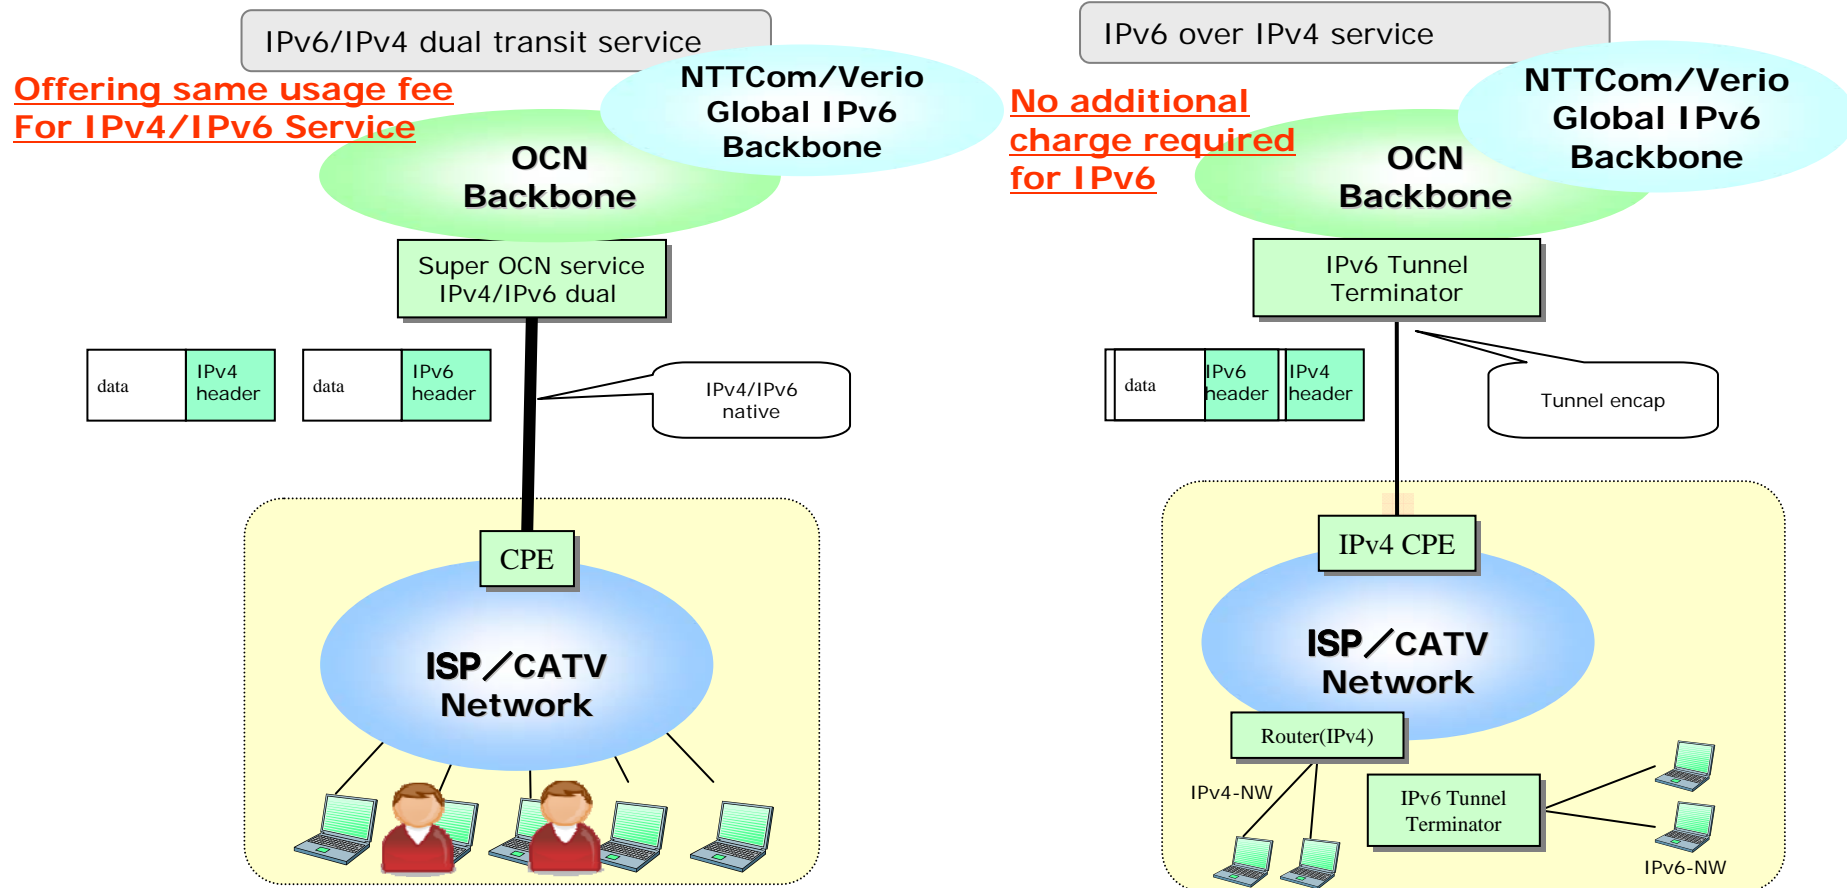 IPv6/IPv4 dual transit service
Offering same usage fee
For IPv4/IPv6 Service
NTTCom/Verio
Global IPv6
Backbone
OCN
Backbone
Super OCN service
IPv4/IPv6 dual
data
IPv4
header
data
IPv6
header
IPv4/IPv6
native
CPE
ISP／CATV
Network
IPv6 over IPv4 service
No additional
charge required
for IPv6
NTTCom/Verio
Global IPv6
Backbone
OCN
Backbone
IPv6 Tunnel
Terminator
data
IPv6
header
IPv4
header
Tunnel encap
IPv4 CPE
ISP／CATV
Network
Router(IPv4)
IPv4-NW
IPv6 Tunnel
Terminator
IPv6-NW